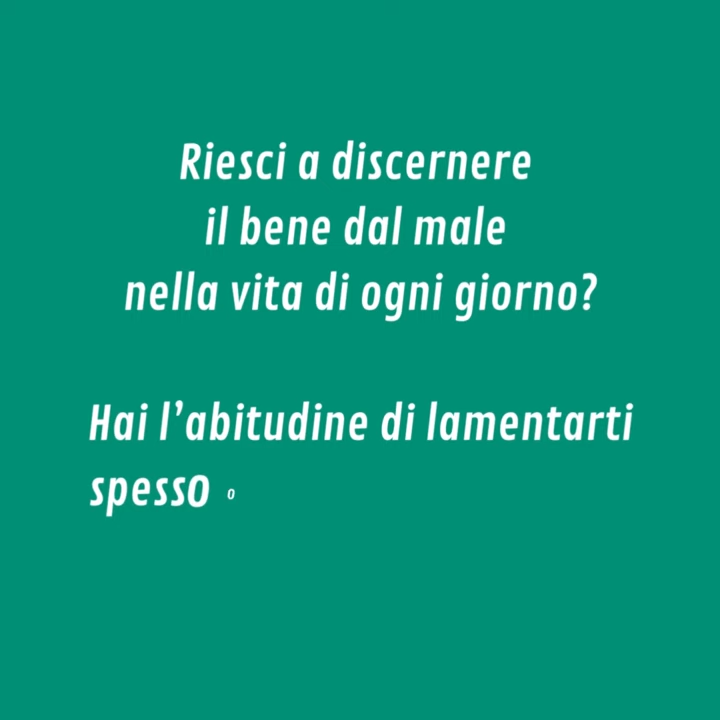 Riesci a discernere
il bene dal male
nella vita di ogni giorno?
Hai l’abitudine di lamentarti
spesso o